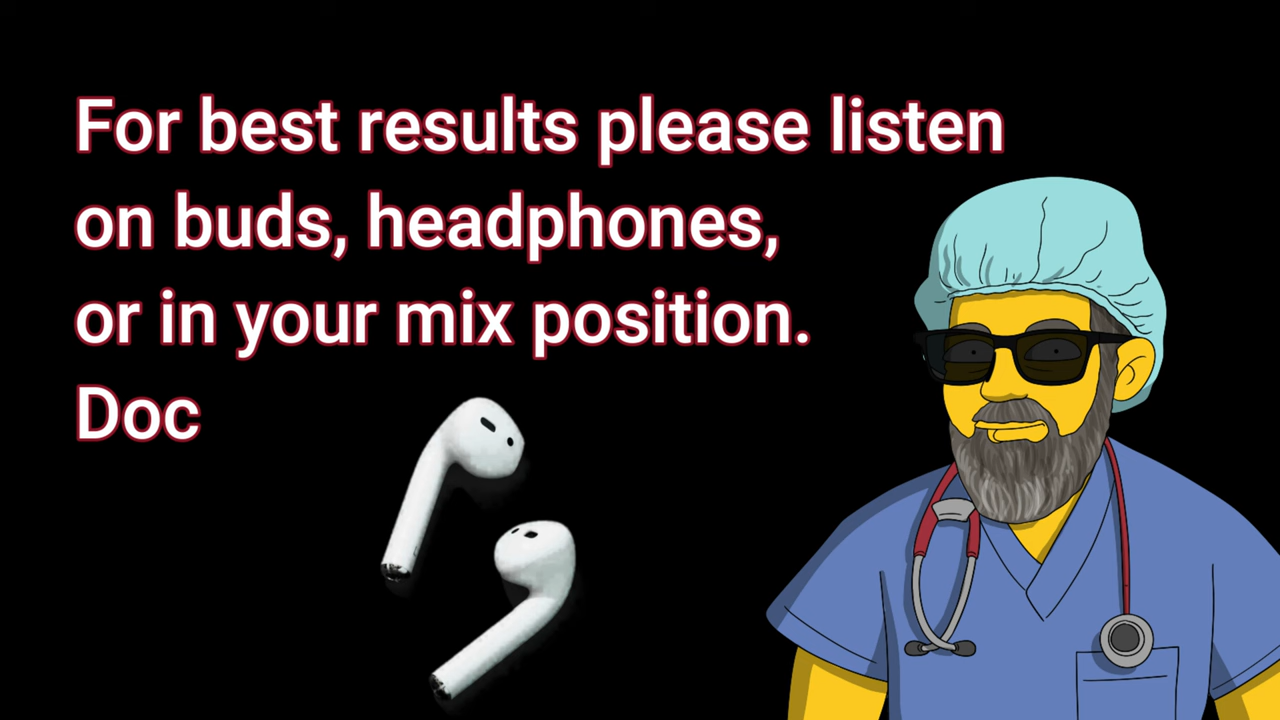 For best results please listen
on buds, headphones,
or in your mix position.
Doc